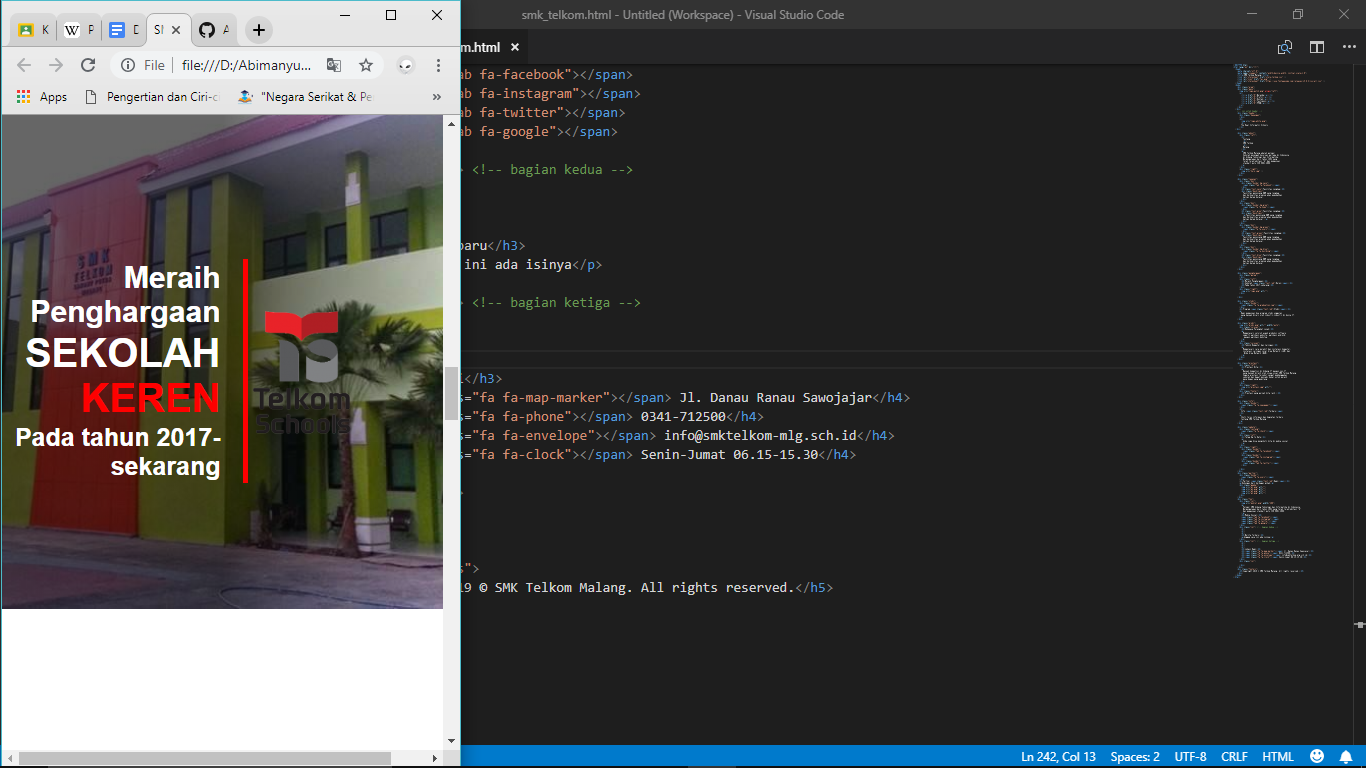 K
P
D
SM
A
File
file:///D:/Abimanyu...
Apps
Pengertian dan Ciri-c
"Negara Serikat & Pe
»
SMK
TELKOM
Meraih
Penghargaan
SEKOLAH
KEREN
Pada tahun 2017-
sekarang
Telkom
Schools
smk_telkom.html - Untitled (Workspace) - Visual Studio Code
m.html
ab fa-facebook"></span>
ab fa-instagram"></span>
ab fa-twitter"></span>
ab fa-google"></span>
> <!-- bagian kedua -->
baru</h3>
ini ada isinya</p>
> <!-- bagian ketiga -->
</h3>
s="fa fa-map-marker"></span> Jl. Danau Ranau Sawojajar</h4>
s="fa fa-phone"></span> 0341-712500</h4>
s="fa fa-envelope"></span> info@smktelkom-mlg.sch.id</h4>
s="fa fa-clock"></span> Senin-Jumat 06.15-15.30</h4>
>
s">
19 © SMK Telkom Malang. All rights reserved.</h5>
Ln 242, Col 13
Spaces: 2
UTF-8
CRLF
HTML